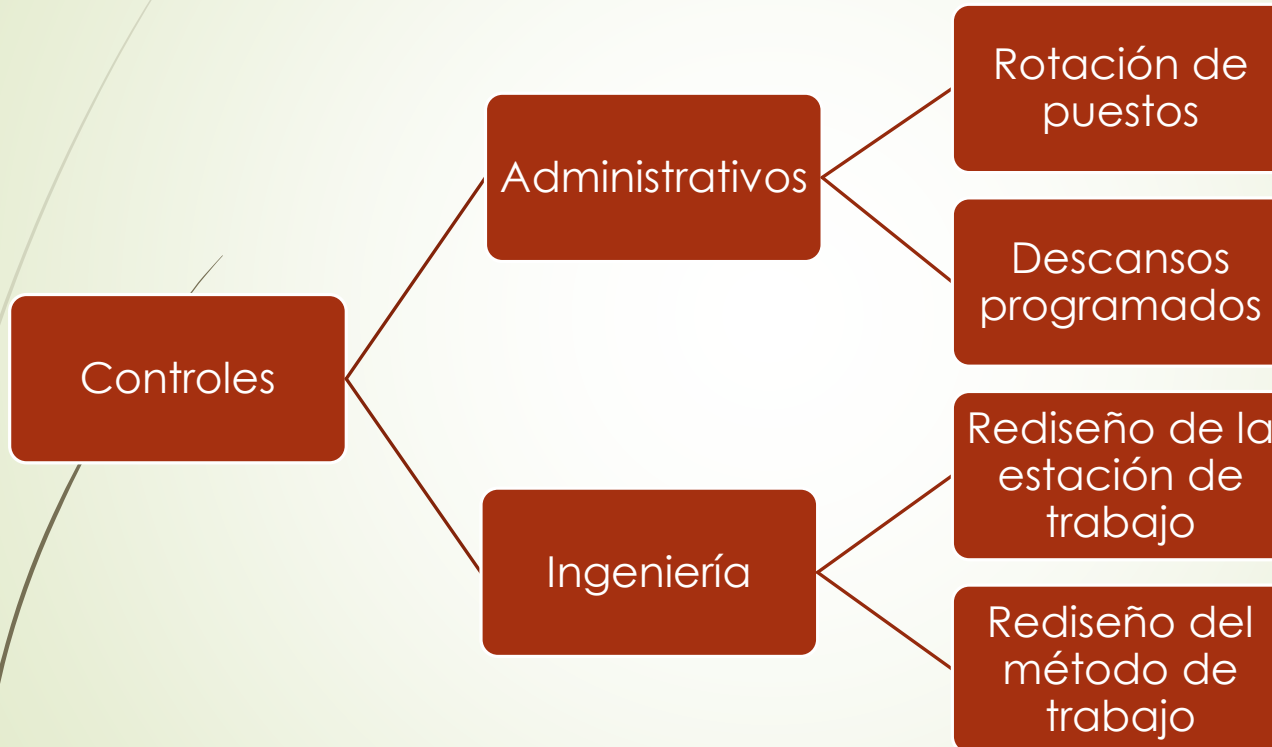 Controles
Administrativos
Rotación de
puestos
Descansos
programados
Ingeniería
Rediseño de la
estación de
trabajo
Rediseño del
método de
trabajo